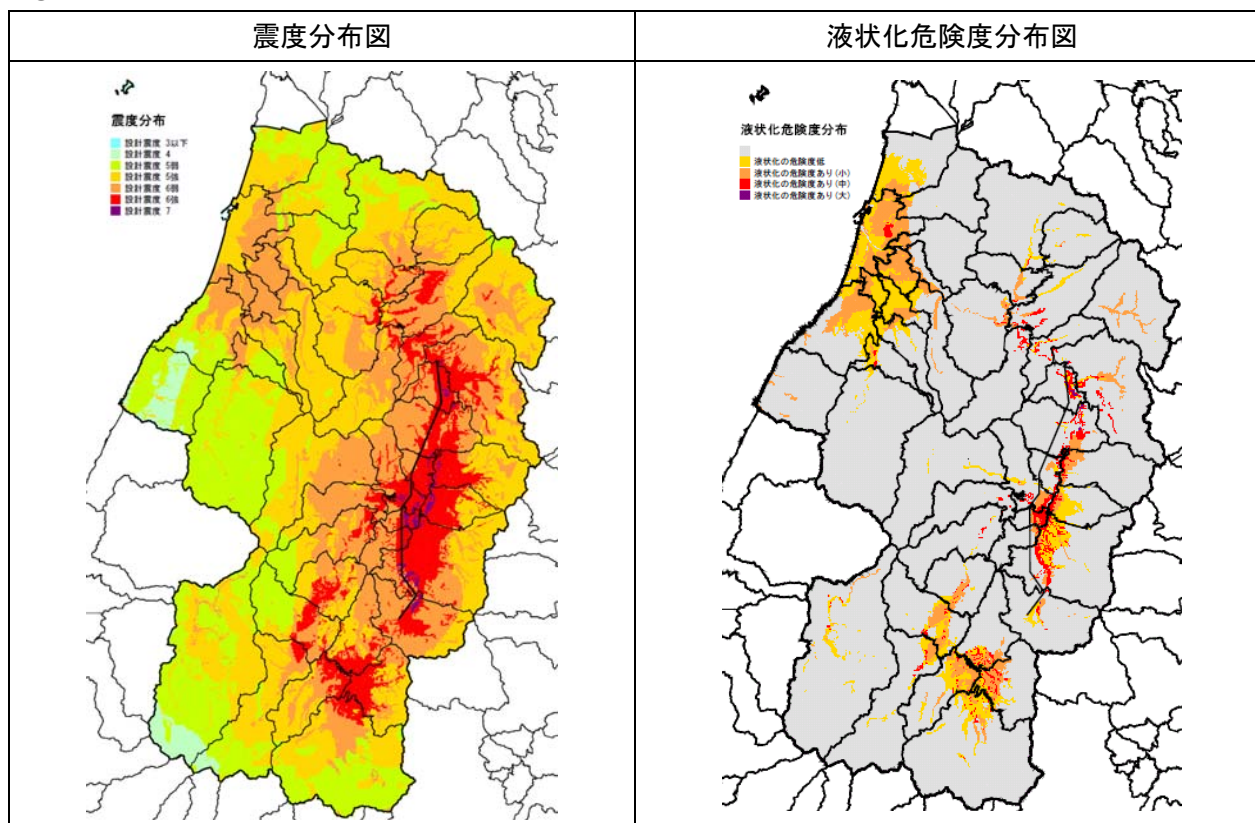 震度分布図
液状化危険度分布図
震度分布
設計震度 3以下
設計震度 4
設計震度 5弱
設計震度 5強
設計震度 6弱
設計震度 6強
設計震度 7
液状化危険度分布
液状化の危険度低
液状化の危険度あり(小)
液状化の危険度あり(中)
液状化の危険度あり(大)